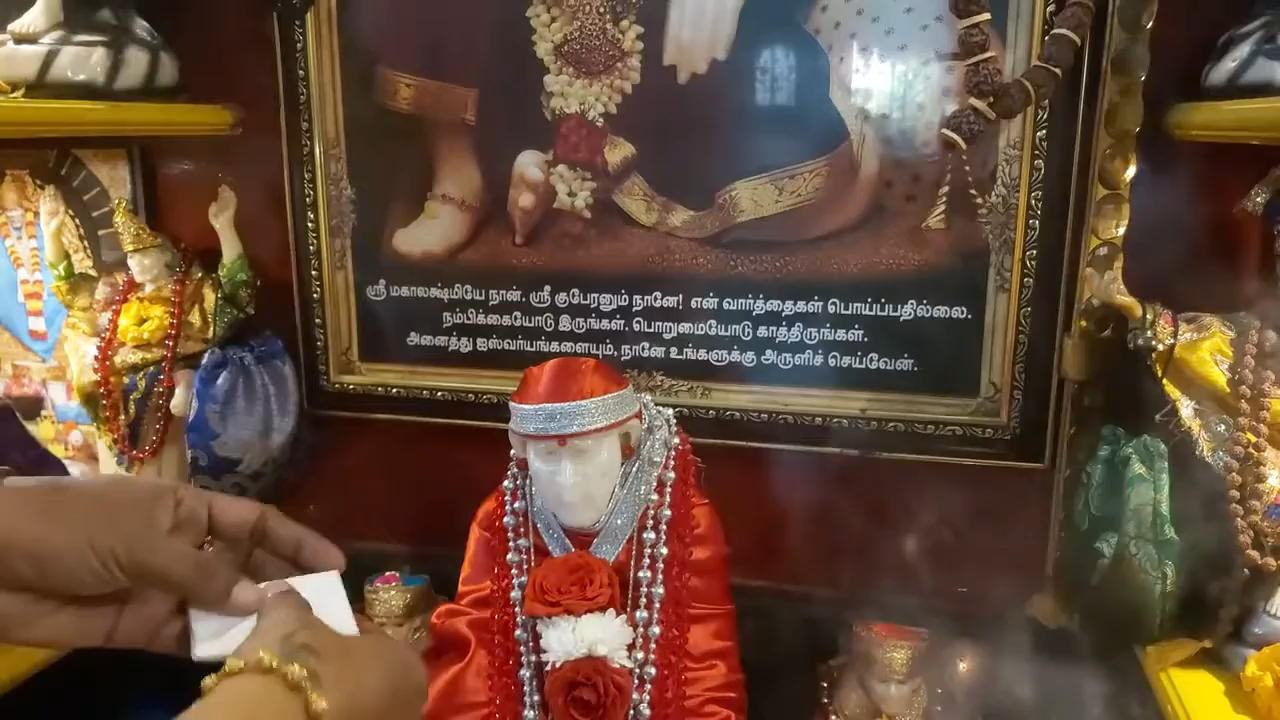 ஸ்ரீ மகாலக்ஷ்மியே நான். ஸ்ரீ குபேரனும் நானே! என் வார்த்தைகள் பொய்ப்பதில்லை.
நம்பிக்கையோடு இருங்கள். பொறுமையோடு காத்திருங்கள்.
அனைத்து ஐஸ்வர்யங்களையும், நானே உங்களுக்கு அருளிச் செய்வேன்.